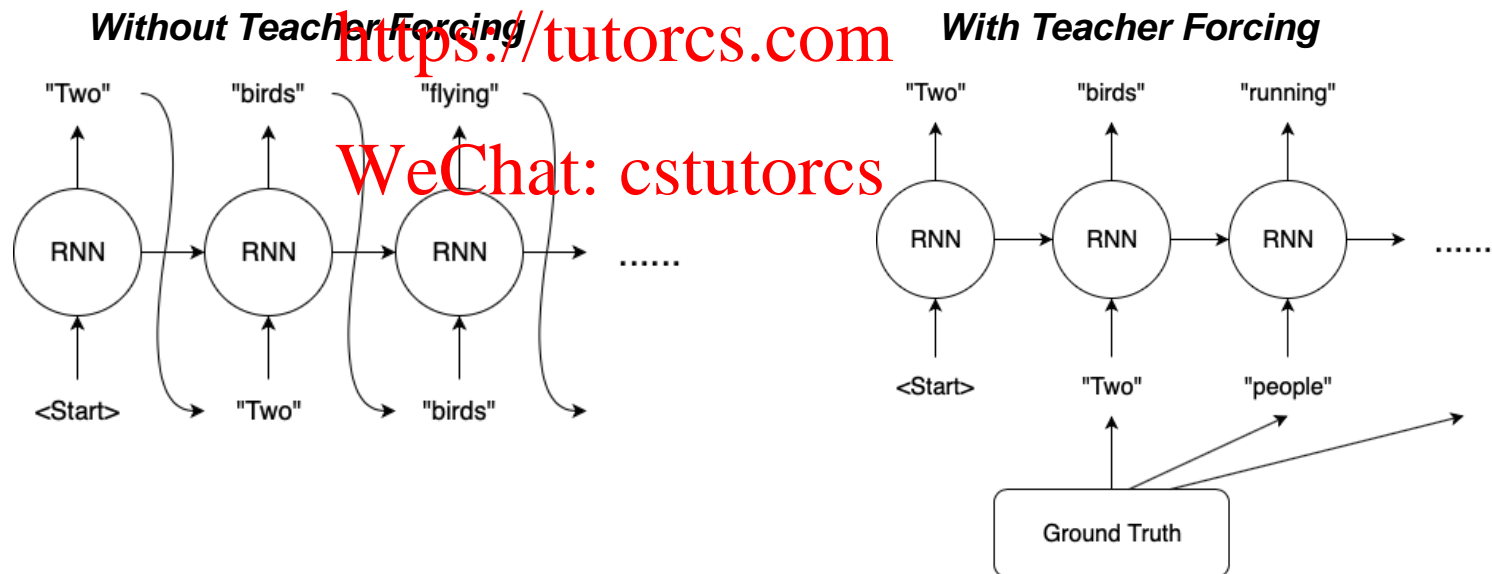 Without Teacher Forcing
https://tutorcs.com
With Teacher Forcing
"Two"
"birds"
"flying"
WeChat: cstutorcs
RNN
RNN
RNN
......
<Start>
"Two"
"birds"
"Two"
"birds"
"running"
RNN
RNN
RNN
......
<Start>
"Two"
"people"
Ground Truth